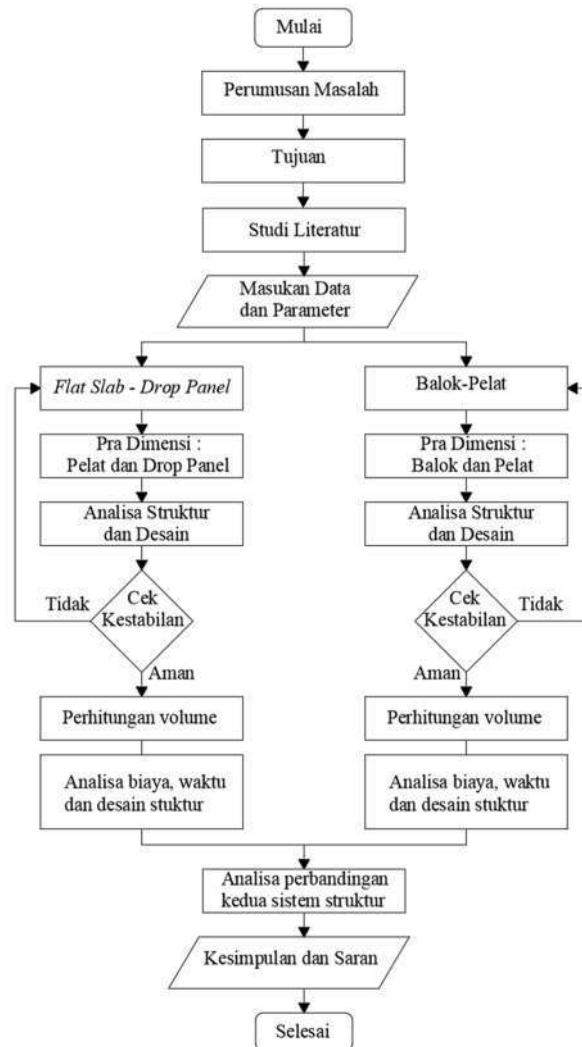 Mulai
Perumusan Masalah
Tujuan
Studi Literatur
Masukan Data
dan Parameter
Flat Slab - Drop Panel
Pra Dimensi :
Pelat dan Drop Panel
Analisa Struktur
dan Desain
Cek
Kestabilan
Tidak
Aman
Perhitungan volume
Analisa biaya, waktu
dan desain stuktur
Balok-Pelat
Pra Dimensi :
Balok dan Pelat
Analisa Struktur
dan Desain
Cek
Kestabilan
Tidak
Aman
Perhitungan volume
Analisa biaya, waktu
dan desain stuktur
Analisa perbandingan
kedua sistem struktur
Kesimpulan dan Saran
Selesai